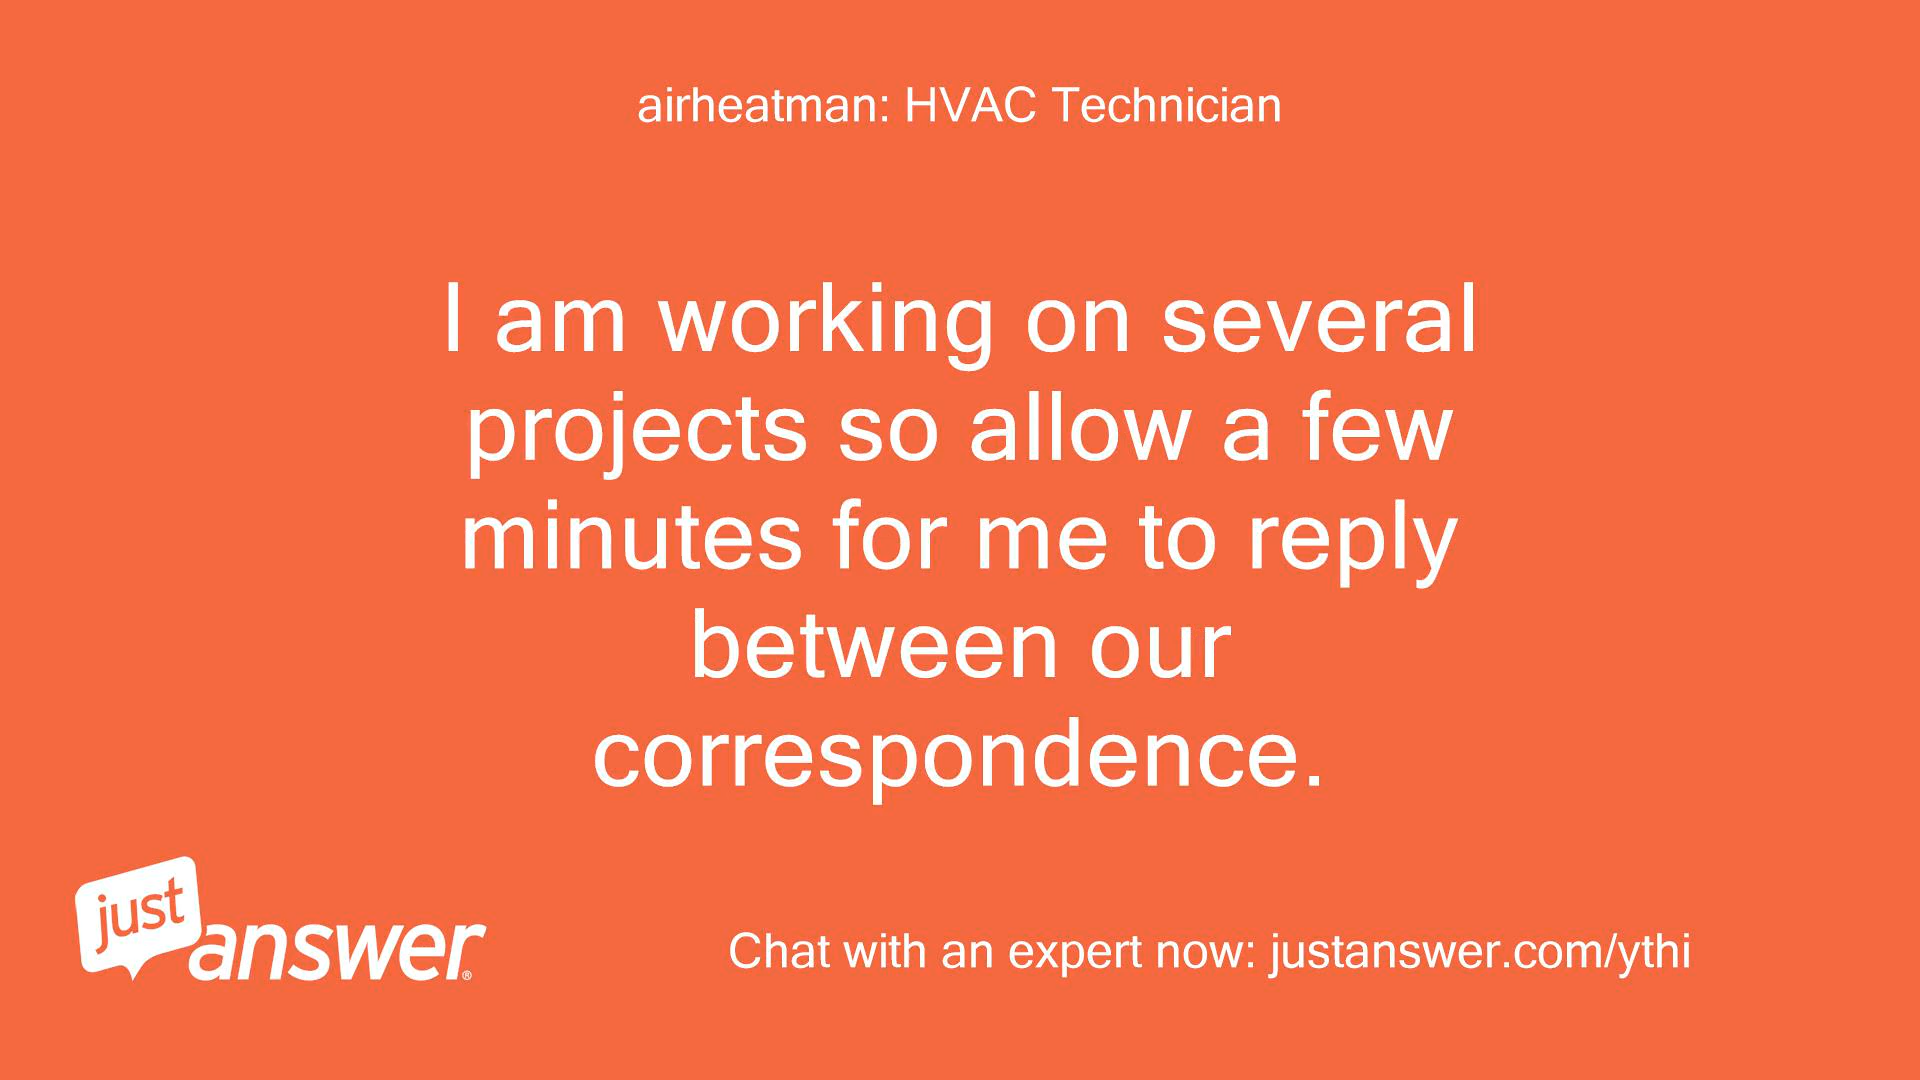 airheatman: HVAC Technician
I am working on several
projects so allow a few
minutes for me to reply
between our
correspondence.
just
answer®
Chat with an expert now: justanswer.com/ythi